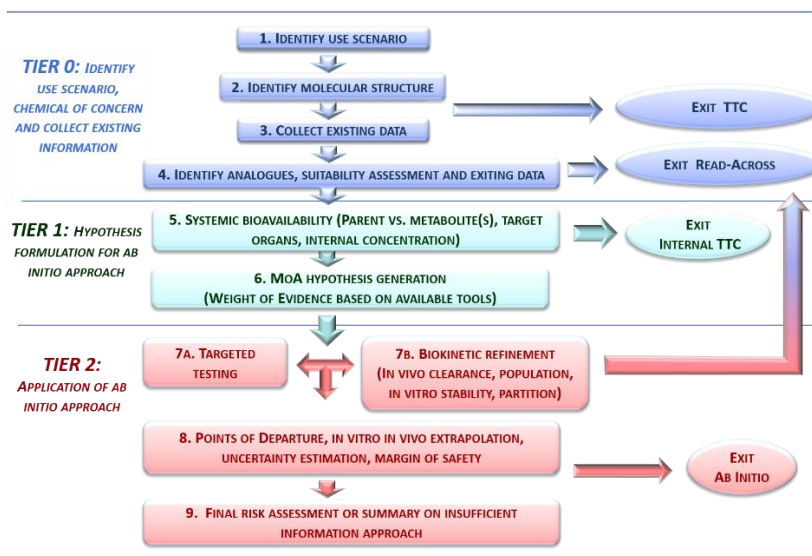 1. Identify use scenario
TIER 0: Identify
use scenario,
chemical of concern
and collect existing
information
2. Identify molecular structure
3. Collect existing data
Exit TTC
4. Identify analogues, suitability assessment and exiting data
Exit Read-Across
TIER 1: Hypothesis
formulation for ab
initio approach
5. Systemic bioavailability (Parent vs. metabolite(s), target
organs, internal concentration)
Exit
Internal TTC
6. MoA hypothesis generation
(Weight of Evidence based on available tools)
TIER 2:
Application of ab
initio approach
7a. Targeted
testing
7b. Biokinetic refinement
(In vivo clearance, population,
in vitro stability, partition)
8. Points of Departure, in vitro in vivo extrapolation,
uncertainty estimation, margin of safety
Exit
Ab Initio
9. Final risk assessment or summary on insufficient
information approach